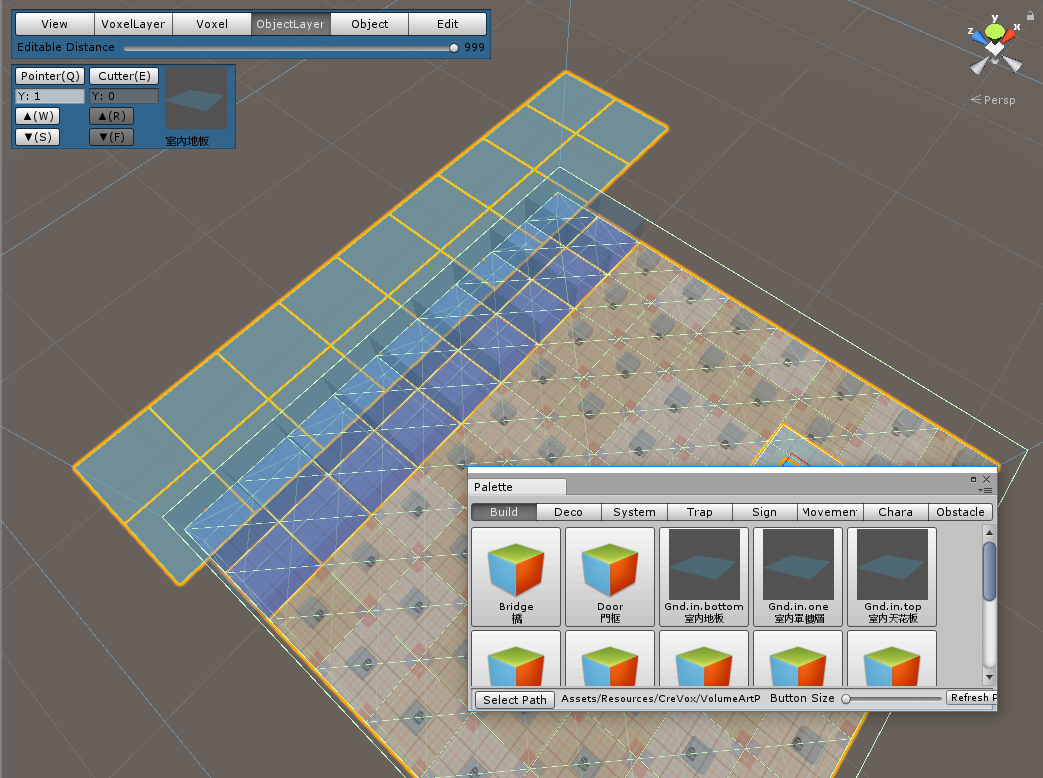 View VoxelLayer Voxel ObjectLayer Object Edit
Editable Distance 999
Pointer(Q) Cutter(E)
Y: 1 Y: 0
▲(W) ▲(R)
▼(S) ▼(F)
室內地板
y
z x
Persp
Palette
Build Deco System Trap Sign Movemen Chara Obstacle
Bridge Door Gnd.in.bottom Gnd.in.one Gnd.in.top
橋 門框 室內地板 室內單樓層 室內天花板
Select Path Assets/Resources/CreVox/VolumeArtP Button Size Refresh P